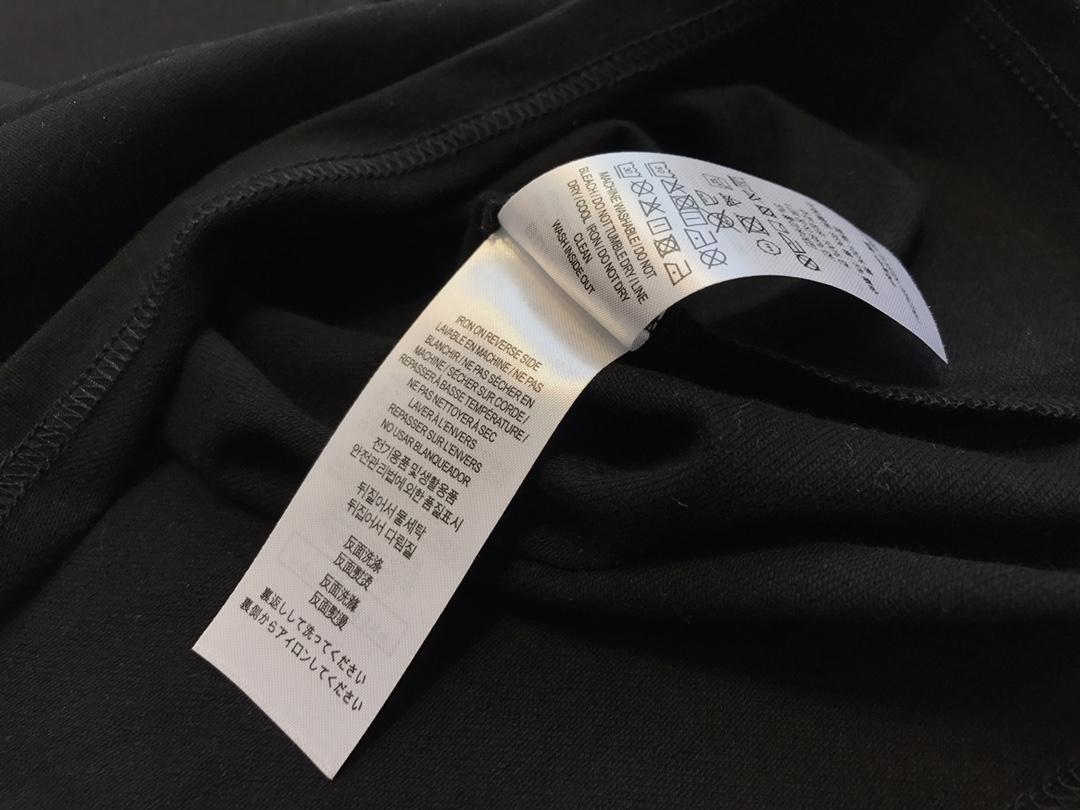 MACHINE WASHABLE / DO NOT
BLEACH / DO NOT TUMBLE DRY / LINE
DRY / COOL IRON / DO NOT DRY
CLEAN
WASH INSIDE OUT
IRON ON REVERSE SIDE
LAVABLE EN MACHINE / NE PAS
BLANCHIR / NE PAS SÉCHER EN
MACHINE / SÉCHER SUR CORDE /
REPASSER À BASSE TEMPÉRATURE /
NE PAS NETTOYER À SEC
LAVER À L'ENVERS
REPASSER SUR L'ENVERS
NO USAR BLANQUEADOR
전기용품 및 생활용품
안전관리법에 의한 품질표시
뒤집어서 물세탁
뒤집어서 다림질
反面洗涤
反面熨烫
反面洗滌
反面熨燙
裏返しして洗ってください
裏側からアイロンしてください